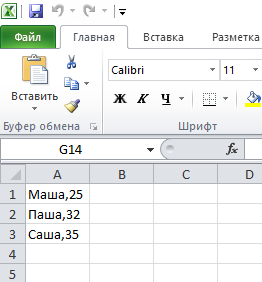 Файл Главная Вставка Разметка
Calibri 11
Вставить Ж К Ч
Буфер обмена Шрифт
G14 fx
A B C D
1 Маша,25
2 Паша,32
3 Саша,35
4
5